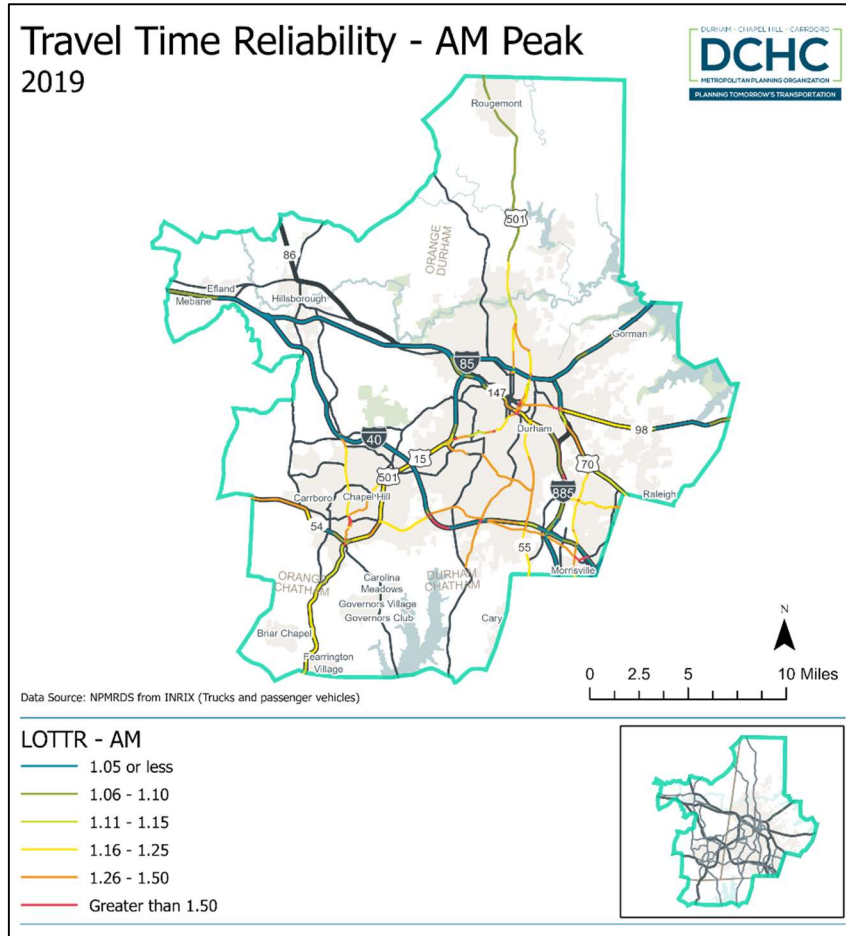 Travel Time Reliability - AM Peak
2019
DURHAM - CHAPEL HILL - CARRBORO
DCHC
METROPOLITAN PLANNING ORGANIZATION
PLANNING TOMORROW'S TRANSPORTATION
Rougemont
501
ORANGE
DURHAM
86
Efland
Mebane
Hillsborough
Gorman
85
147
Durham
98
40
15
501
70
885
Carrboro
Chapel Hill
Raleigh
54
55
Morrisville
ORANGE
CHATHAM
DURHAM
CHATHAM
Carolina
Meadows
Governors Village
Governors Club
Cary
Briar Chapel
Fearrington
Village
N
0 2.5 5 10 Miles
Data Source: NPMRDS from INRIX (Trucks and passenger vehicles)
LOTTR - AM
1.05 or less
1.06 - 1.10
1.11 - 1.15
1.16 - 1.25
1.26 - 1.50
Greater than 1.50